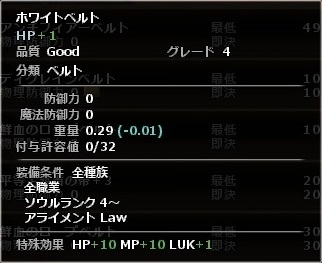 ホワイトベルト
HP+1
品質 Good グレード 4
分類 ベルト
防御力 0
魔法防御力 0
重量 0.29 (-0.01)
付与許容値 0/32
装備条件 全種族
全職業
ソウルランク 4~
アライメント Law
特殊効果 HP+10 MP+10 LUK+1